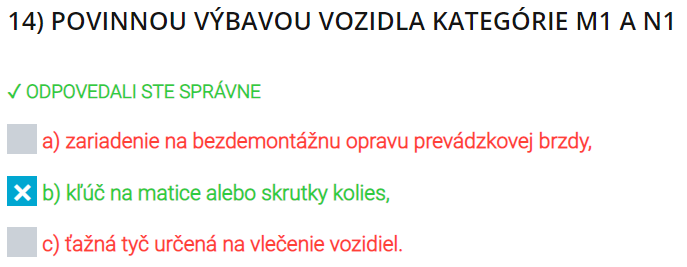 14) POVINNOU VÝBAVOU VOZIDLA KATEGÓRIE M1 A N1
✓ ODPOVEDALI STE SPRÁVNE
a) zariadenie na bezdemontážnu opravu prevádzkovej brzdy,
b) kľúč na matice alebo skrutky kolies,
c) ťažná tyč určená na vlečenie vozidiel.